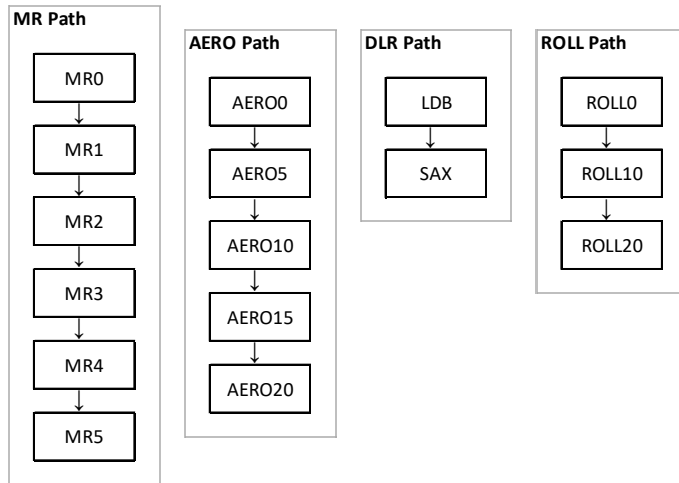 MR Path
MR0
MR1
MR2
MR3
MR4
MR5
AERO Path
AERO0
AERO5
AERO10
AERO15
AERO20
DLR Path
LDB
SAX
ROLL Path
ROLL0
ROLL10
ROLL20